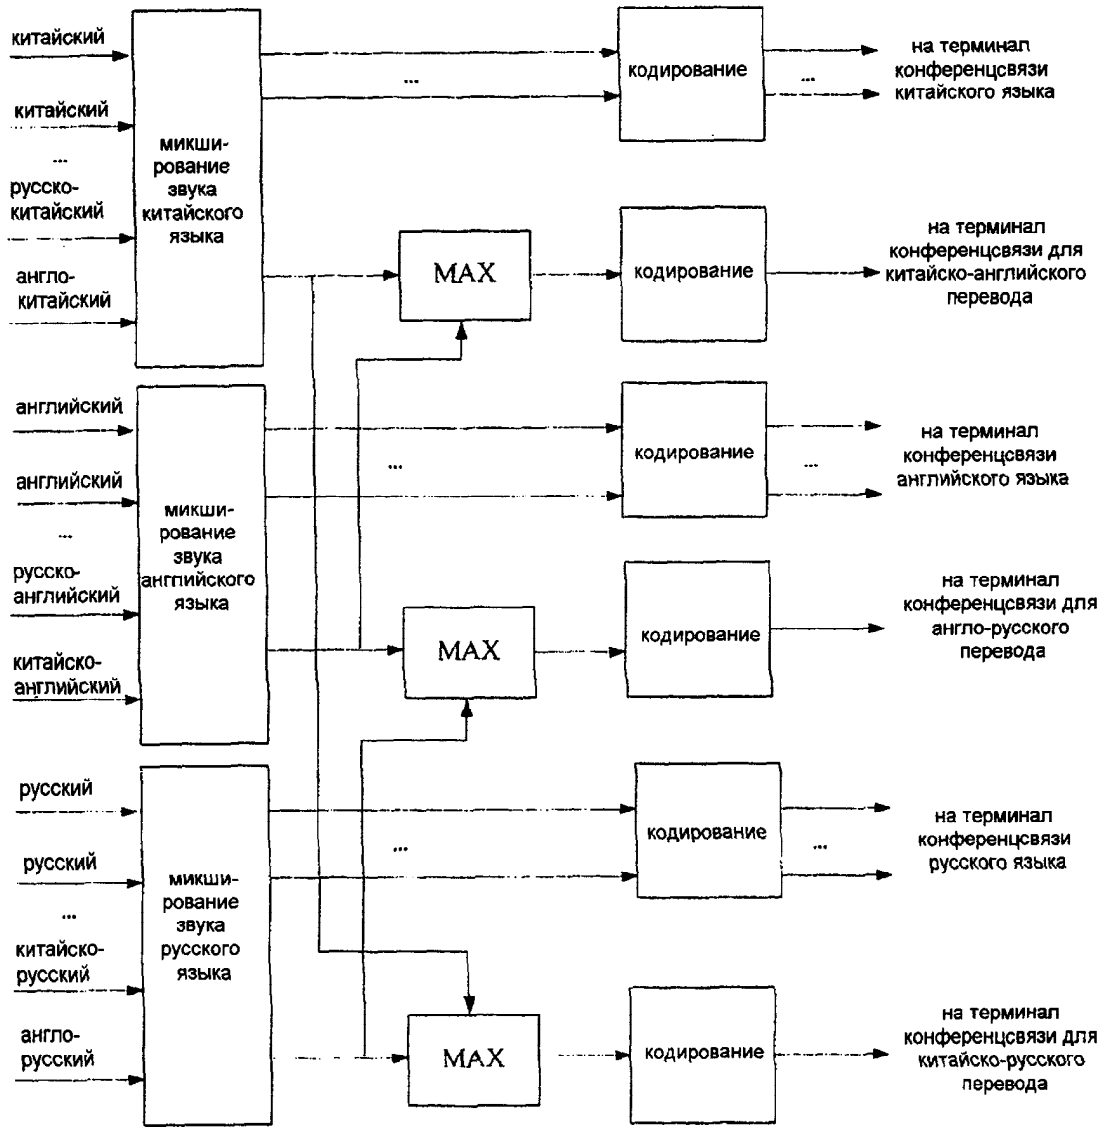 китайский
китайский
...
русско-
китайский
англо-
китайский
микши-
рование
звука
китайского
языка
...
кодирование
...
на терминал
конференцсвязи
китайского языка
MAX
кодирование
на терминал
конференцсвязи для
китайско-английского
перевода
английский
английский
...
русско-
английский
китайско-
английский
микши-
рование
звука
английского
языка
...
кодирование
...
на терминал
конференцсвязи
английского языка
MAX
кодирование
на терминал
конференцсвязи для
англо-русского
перевода
русский
русский
...
китайско-
русский
англо-
русский
микши-
рование
звука
русского
языка
...
кодирование
...
на терминал
конференцсвязи
русского языка
MAX
кодирование
на терминал
конференцсвязи для
китайско-русского
перевода